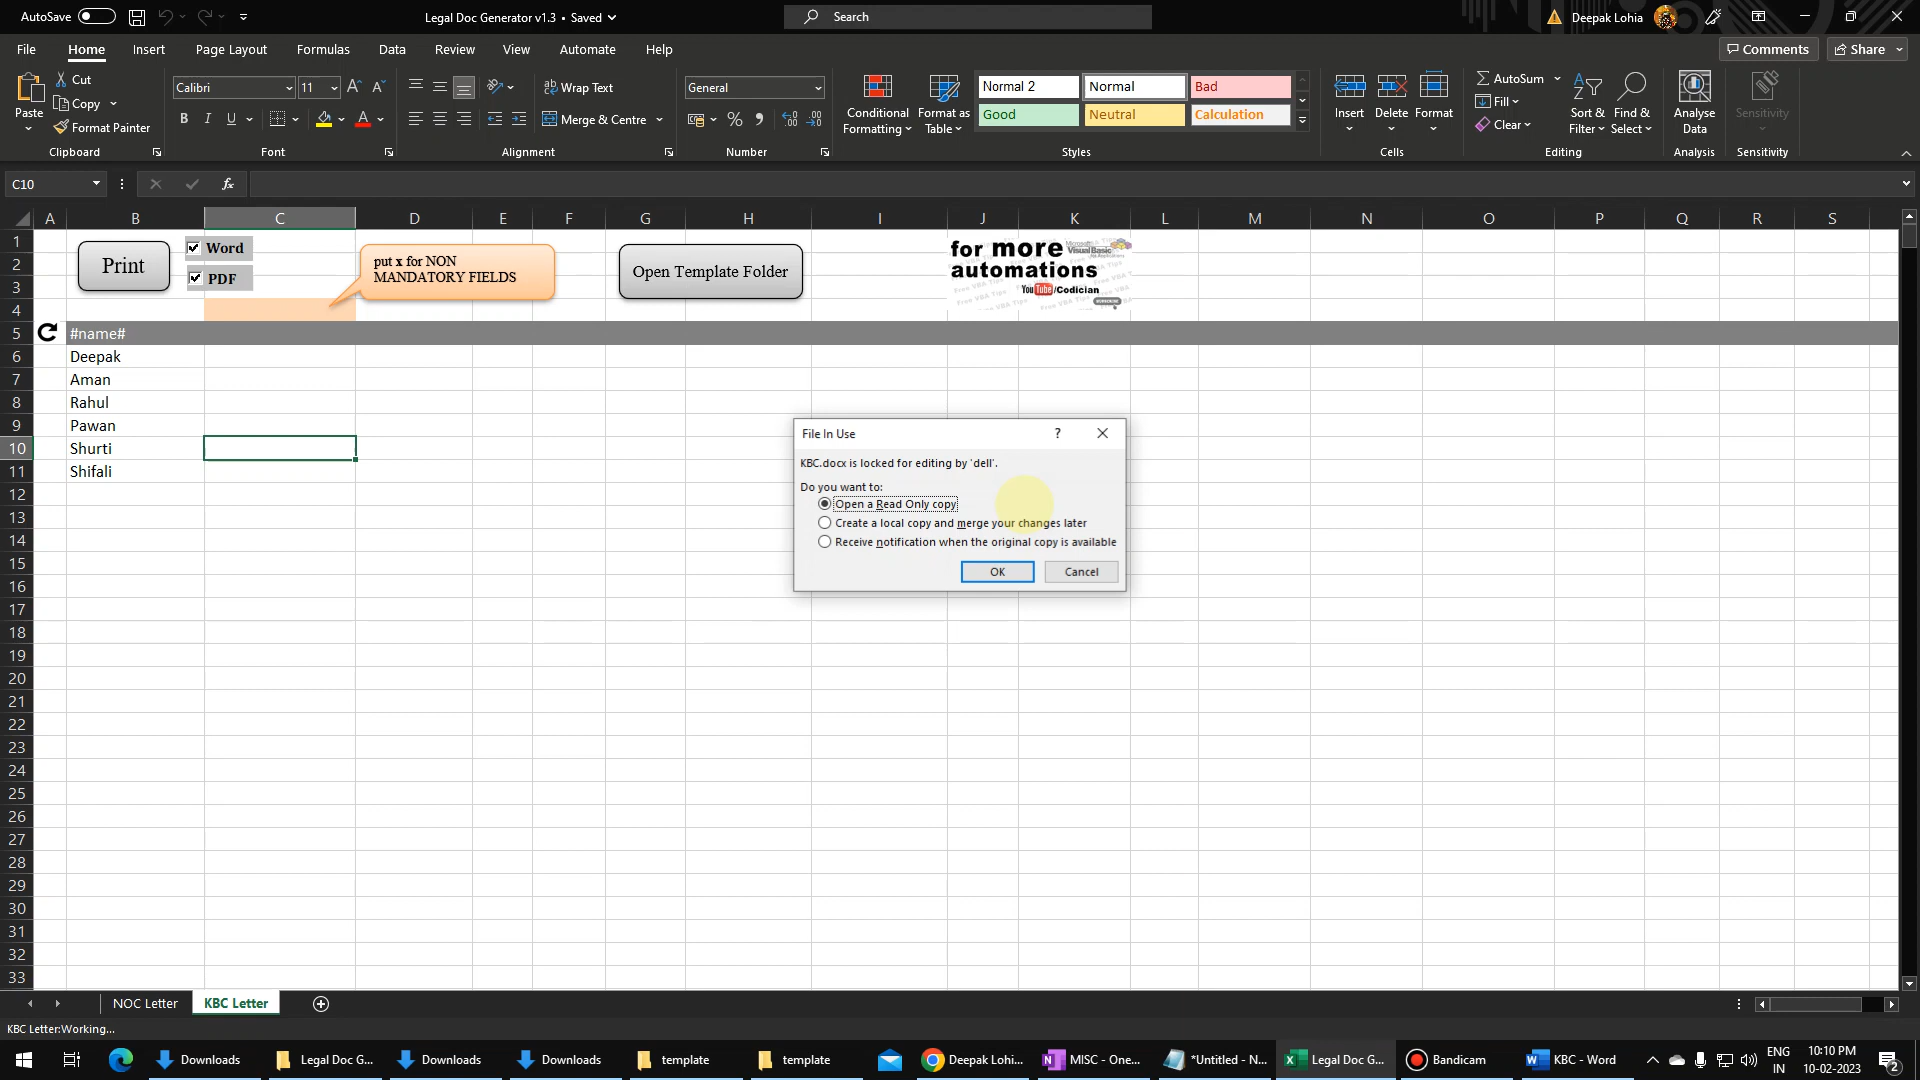 AutoSave
Legal Doc Generator v1.3 • Saved
Search
Deepak Lohia
File Home Insert Page Layout Formulas Data Review View Automate Help
Comments Share
Paste
Cut
Copy
Format Painter
Clipboard
Calibri 11
B I U
Font
Wrap Text
Merge & Centre
Alignment
General
Number
Conditional Formatting
Format as Table
Normal 2 Normal Bad
Good Neutral Calculation
Styles
Insert Delete Format
Cells
AutoSum
Fill
Clear
Sort & Filter
Find & Select
Editing
Analyse Data
Analysis
Sensitivity
Sensitivity
C10
fx
A B C D E F G H I J K L M N O P Q R S
Print
Word
PDF
put x for NON
MANDATORY FIELDS
Open Template Folder
for more
automations
Microsoft Visual Basic
YouTube/Codician
1
2
3
4
5 #name#
6 Deepak
7 Aman
8 Rahul
9 Pawan
10 Shurti
11 Shifali
12
13
14
15
16
17
18
19
20
21
22
23
24
25
26
27
28
29
30
31
32
33
File In Use
?
KBC.docx is locked for editing by 'dell'.
Do you want to:
Open a Read Only copy
Create a local copy and merge your changes later
Receive notification when the original copy is available
OK Cancel
NOC Letter KBC Letter
KBC Letter:Working...
Downloads
Legal Doc G...
Downloads
Downloads
template
template
Deepak Lohi...
MISC - One...
*Untitled - N...
Legal Doc G...
Bandicam
KBC - Word
ENG
IN
10:10 PM
10-02-2023
2